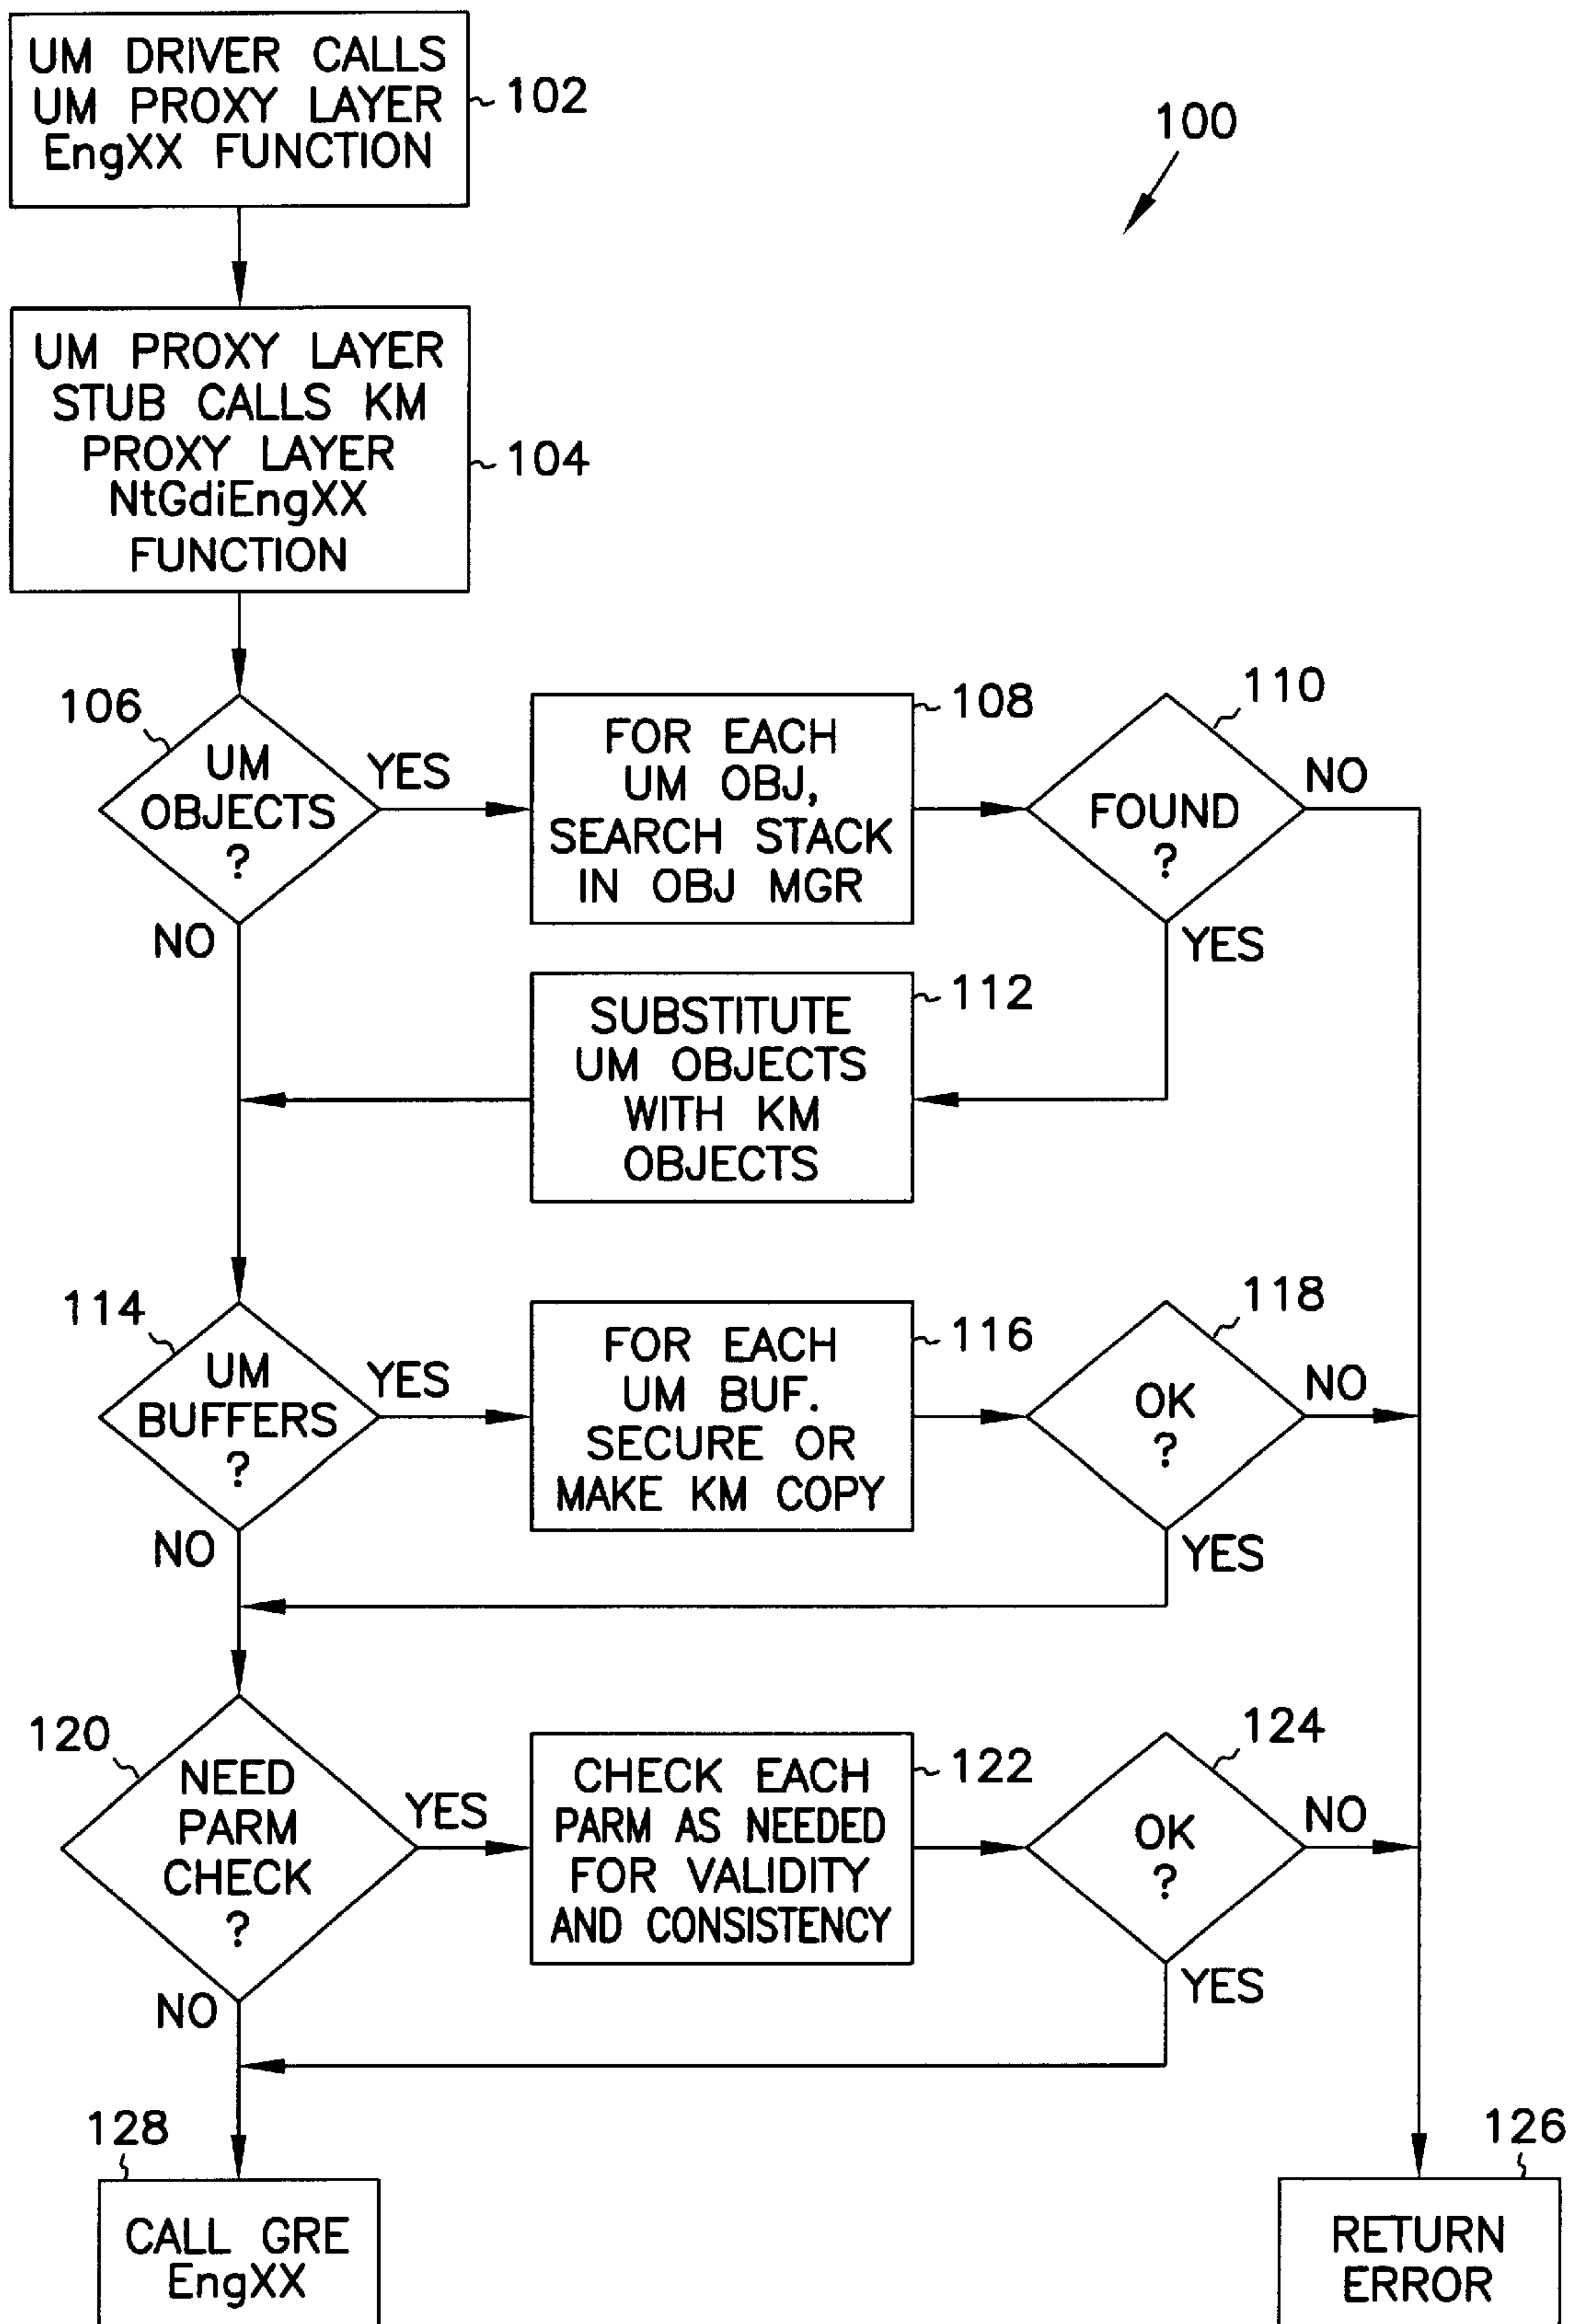 UM DRIVER CALLS
UM PROXY LAYER
EngXX FUNCTION
102
100
UM PROXY LAYER
STUB CALLS KM
PROXY LAYER
NtGdiEngXX
FUNCTION
104
106
UM
OBJECTS
?
YES
NO
FOR EACH
UM OBJ,
SEARCH STACK
IN OBJ MGR
108
110
FOUND
?
NO
YES
SUBSTITUTE
UM OBJECTS
WITH KM
OBJECTS
112
114
UM
BUFFERS
?
YES
NO
FOR EACH
UM BUF.
SECURE OR
MAKE KM COPY
116
118
OK
?
NO
YES
120
NEED
PARM
CHECK
?
YES
NO
CHECK EACH
PARM AS NEEDED
FOR VALIDITY
AND CONSISTENCY
122
124
OK
?
NO
YES
128
CALL GRE
EngXX
126
RETURN
ERROR